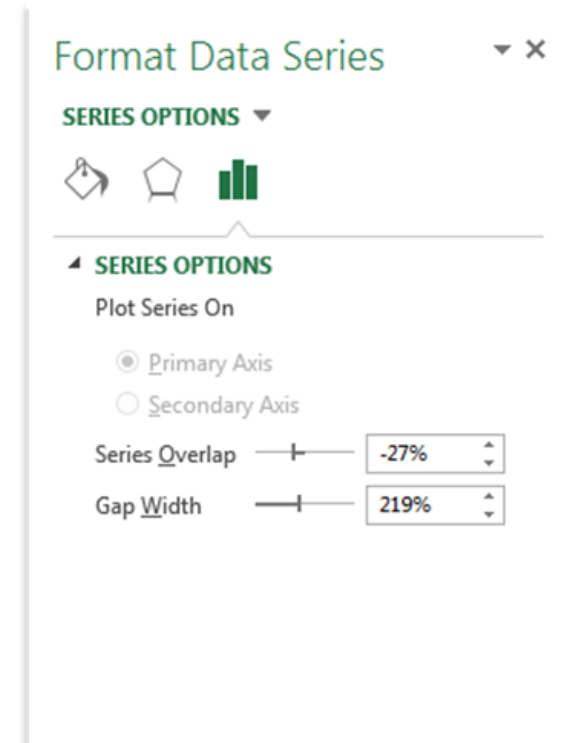 Format Data Series
SERIES OPTIONS
SERIES OPTIONS
Plot Series On
Primary Axis
Secondary Axis
Series Overlap -27%
Gap Width 219%